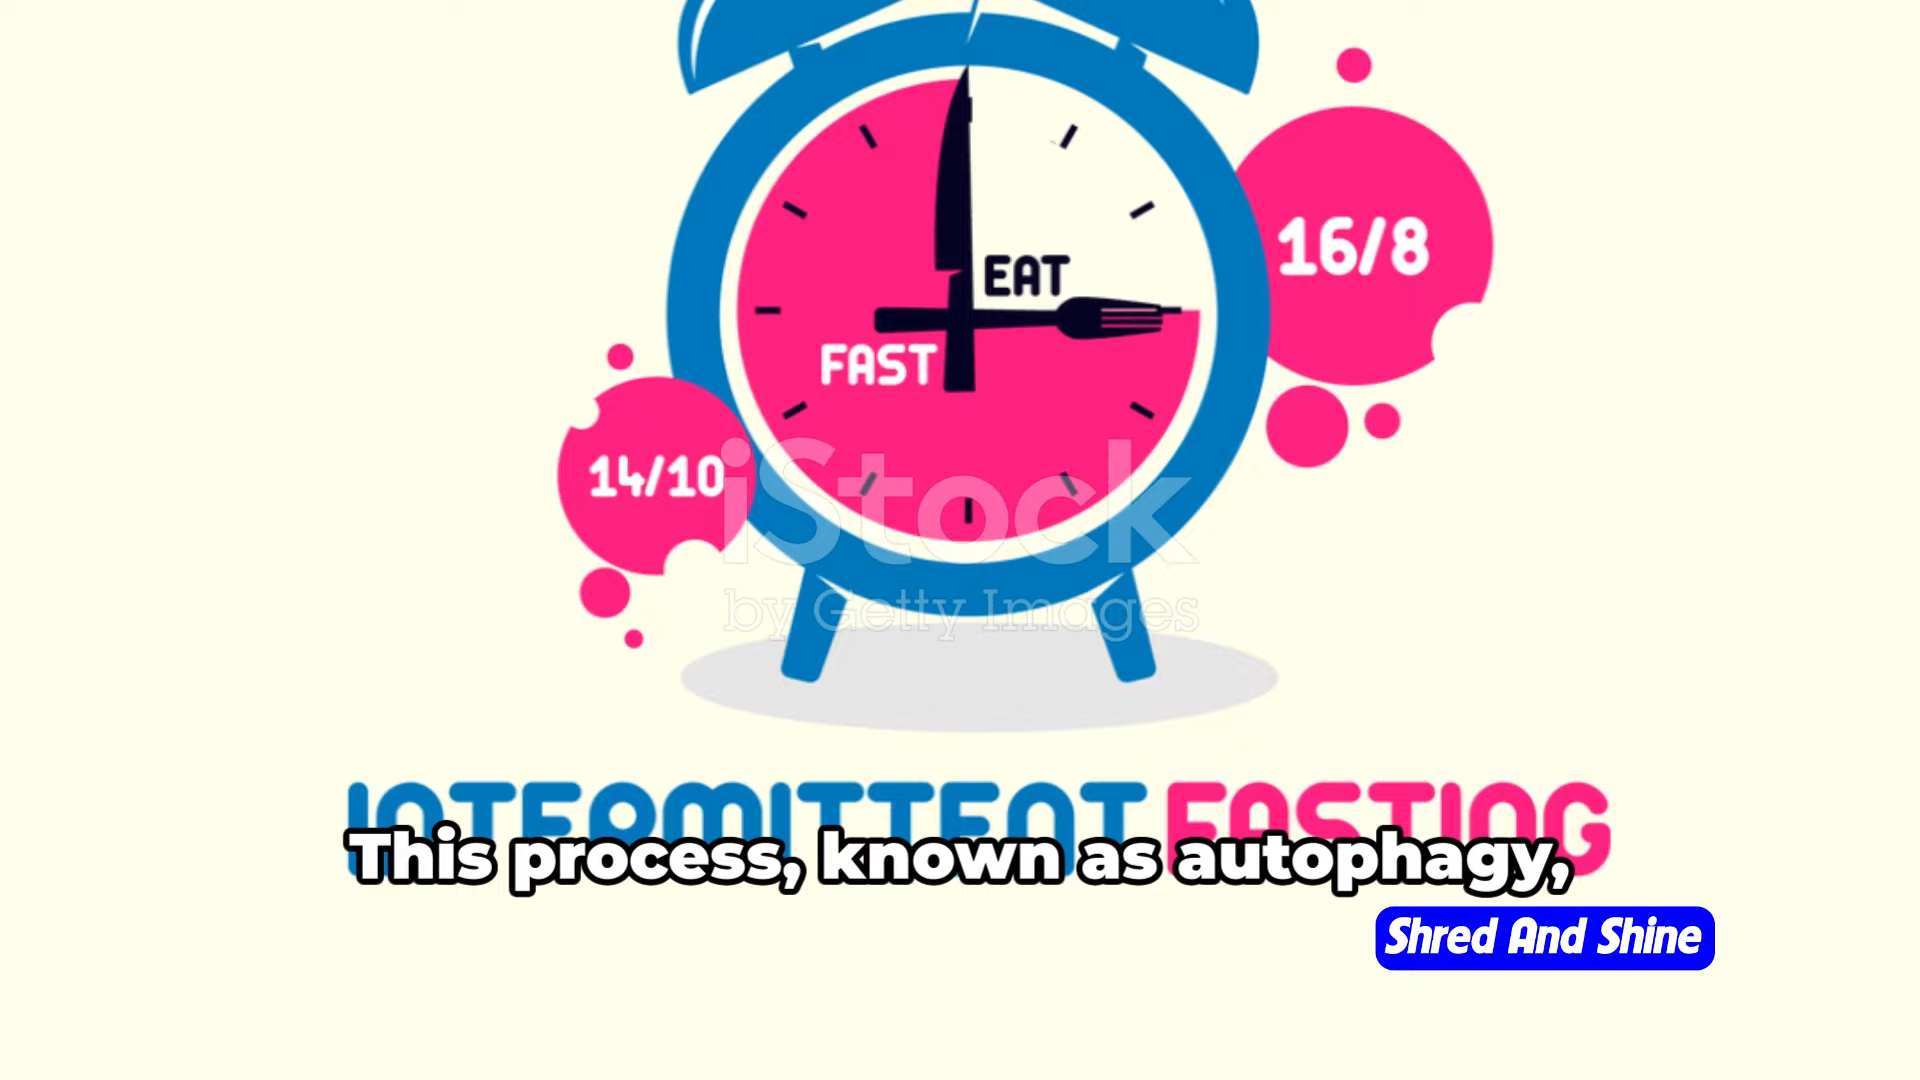 16/8
EAT
FAST
14/10
iStock
by Getty Images
INTERMITTENT FASTING
This process, known as autophagy,
Shred And Shine